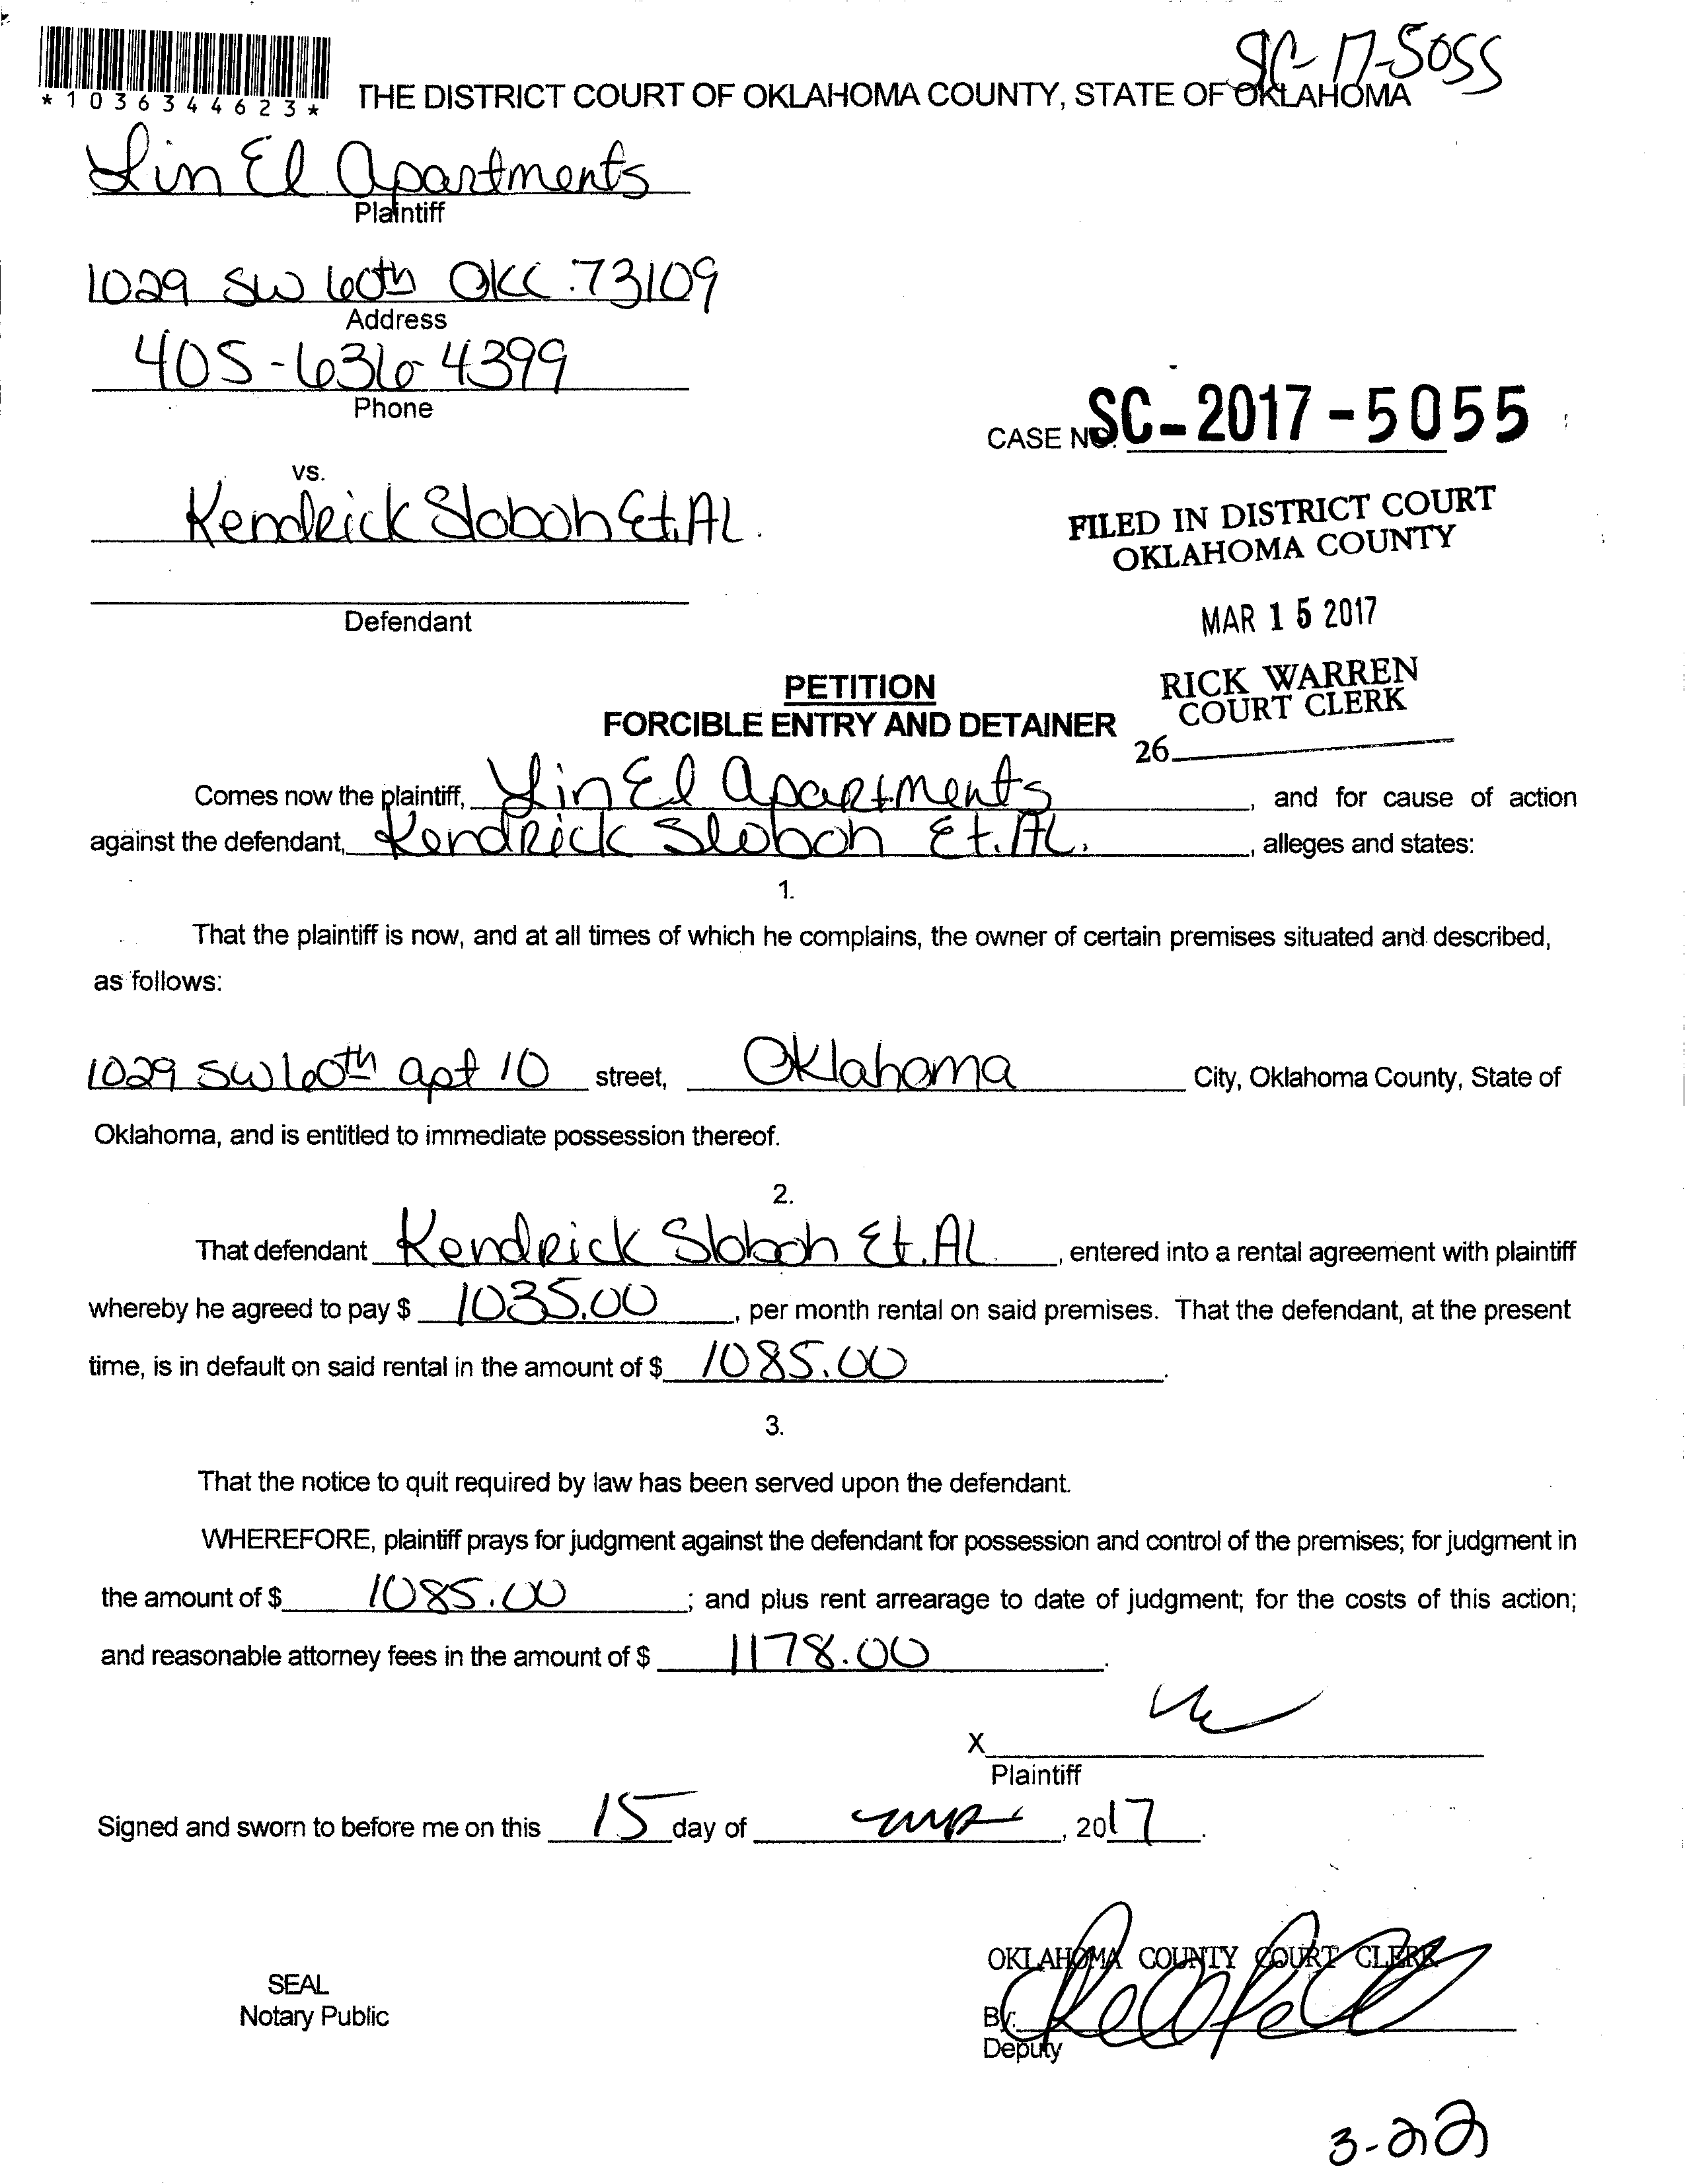 SC-17-5055
*1036344623*
THE DISTRICT COURT OF OKLAHOMA COUNTY, STATE OF OKLAHOMA
Lin El Apartments
Plaintiff
1029 SW 60th OKC. 73109
Address
405-636-4399
Phone
CASE NO. SC-2017-5055
vs.
Kendrick Sloboh Et.Al.
FILED IN DISTRICT COURT
OKLAHOMA COUNTY
Defendant
MAR 15 2017
PETITION
RICK WARREN
COURT CLERK
FORCIBLE ENTRY AND DETAINER
26
Comes now the plaintiff, Lin El Apartments, and for cause of action
against the defendant, Kendrick Sloboh Et.Al., alleges and states:
1.
That the plaintiff is now, and at all times of which he complains, the owner of certain premises situated and described,
as follows:
1029 SW 60th apt 10 street, Oklahoma City, Oklahoma County, State of
Oklahoma, and is entitled to immediate possession thereof.
2.
That defendant Kendrick Sloboh Et.Al., entered into a rental agreement with plaintiff
whereby he agreed to pay $ 1035.00, per month rental on said premises. That the defendant, at the present
time, is in default on said rental in the amount of $ 1085.00.
3.
That the notice to quit required by law has been served upon the defendant.
WHEREFORE, plaintiff prays for judgment against the defendant for possession and control of the premises; for judgment in
the amount of $ 1085.00; and plus rent arrearage to date of judgment; for the costs of this action;
and reasonable attorney fees in the amount of $ 1178.00.
X
Plaintiff
Signed and sworn to before me on this 15 day of , 2017.
OKLAHOMA COUNTY COURT CLERK
SEAL
Notary Public
By:
Deputy
3-22